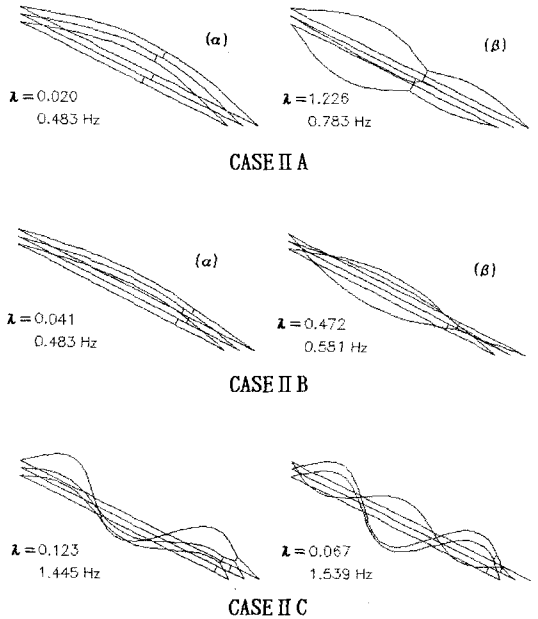 (α)
λ=0.020
0.483 Hz
(β)
λ=1.226
0.783 Hz
CASE II A
(α)
λ=0.041
0.483 Hz
(β)
λ=0.472
0.581 Hz
CASE II B
λ=0.123
1.445 Hz
λ=0.067
1.539 Hz
CASE II C